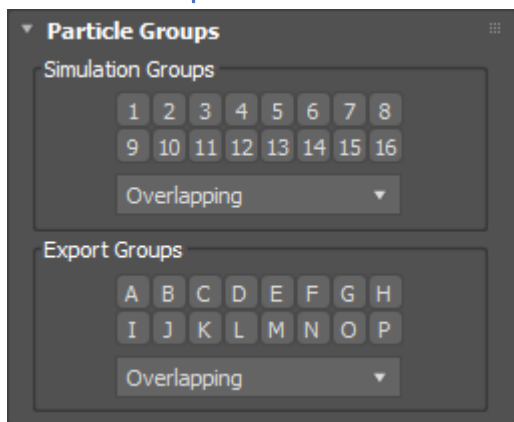 Particle Groups
Simulation Groups
1 2 3 4 5 6 7 8
9 10 11 12 13 14 15 16
Overlapping
Export Groups
A B C D E F G H
I J K L M N O P
Overlapping